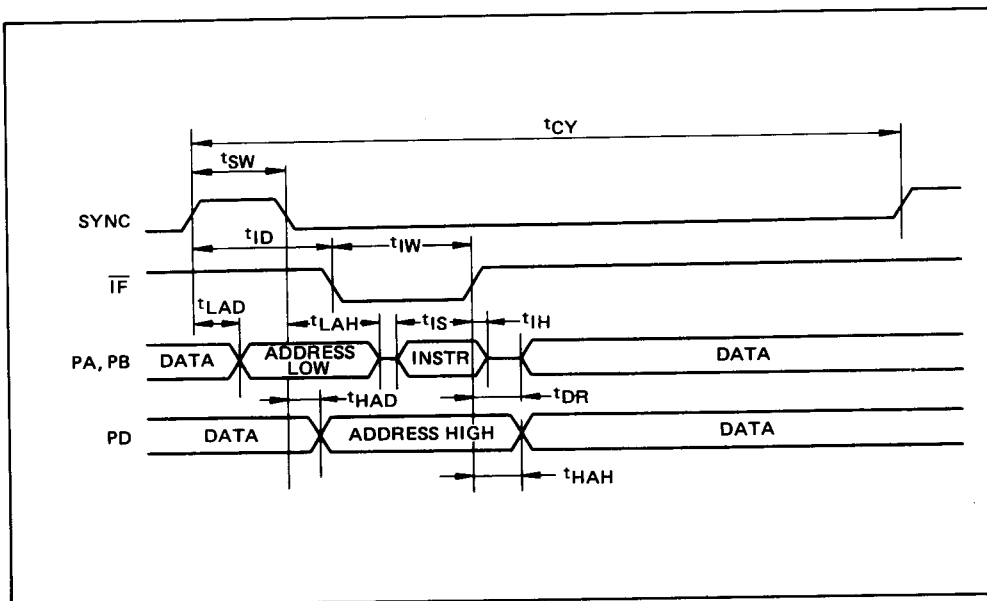 tCY
tSW
SYNC
tID
tIW
IF
tLAD
tLAH
tIS
tIH
PA, PB
DATA
ADDRESS
LOW
INSTR
DATA
tHAD
tDR
PD
DATA
ADDRESS HIGH
DATA
tHAH